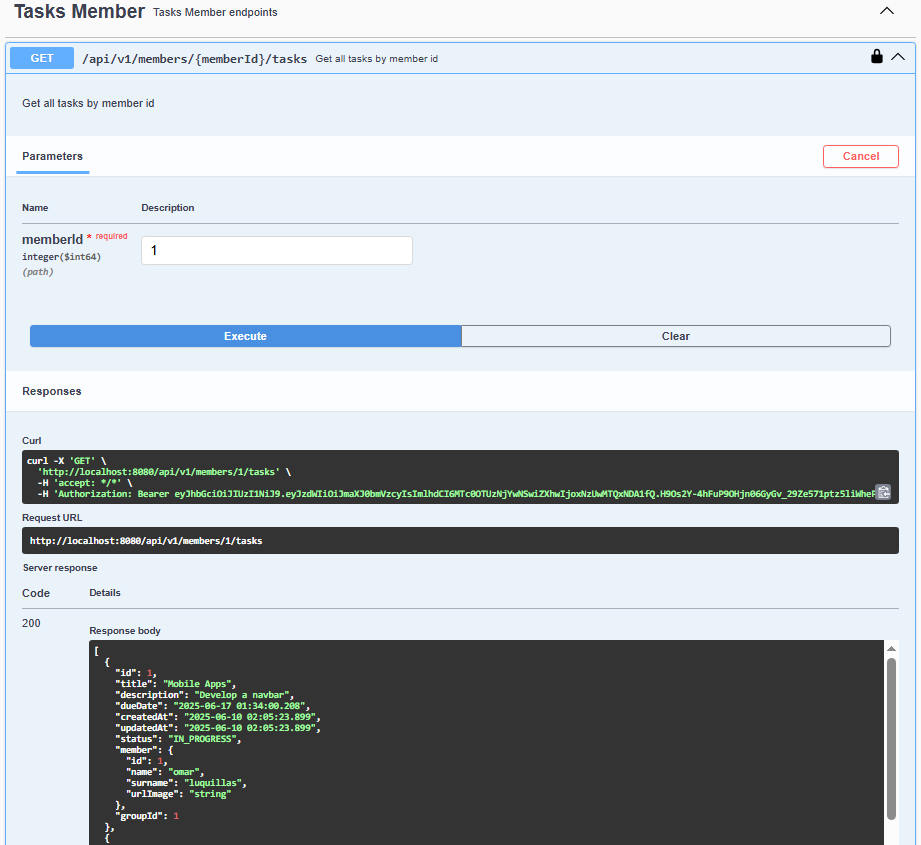 Tasks Member Tasks Member endpoints
GET /api/v1/members/{memberId}/tasks Get all tasks by member id
Get all tasks by member id
Parameters
Cancel
Name Description
memberId * required
integer($int64)
(path)
1
Execute Clear
Responses
Curl
curl -X 'GET' \
'http://localhost:8080/api/v1/members/1/tasks' \
-H 'accept: */*' \
-H 'Authorization: Bearer
Request URL
http://localhost:8080/api/v1/members/1/tasks
Server response
Code Details
200
Response body
[
{
"id": 1,
"title": "Mobile Apps",
"description": "Develop a navbar",
"dueDate": "2025-06-17 01:34:00.208",
"createdAt": "2025-06-10 02:05:23.899",
"updatedAt": "2025-06-10 02:05:23.899",
"status": "IN_PROGRESS",
"member": {
"id": 1,
"name": "omar",
"surname": "luquillas",
"urlImage": "string"
},
"groupId": 1
},
{